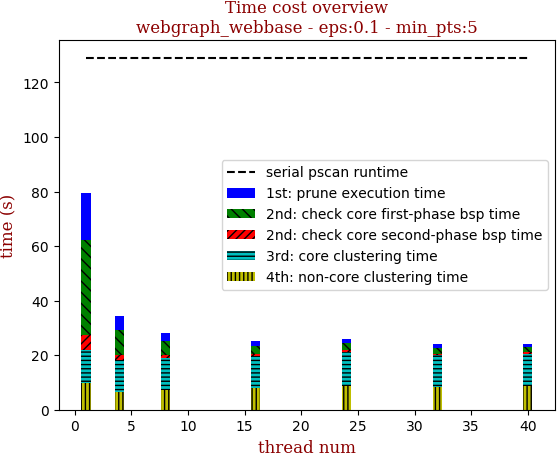 Time cost overview
webgraph_webbase - eps:0.1 - min_pts:5
time (s)
120
100
80
60
40
20
0
serial pscan runtime
1st: prune execution time
2nd: check core first-phase bsp time
2nd: check core second-phase bsp time
3rd: core clustering time
4th: non-core clustering time
0 5 10 15 20 25 30 35 40
thread num